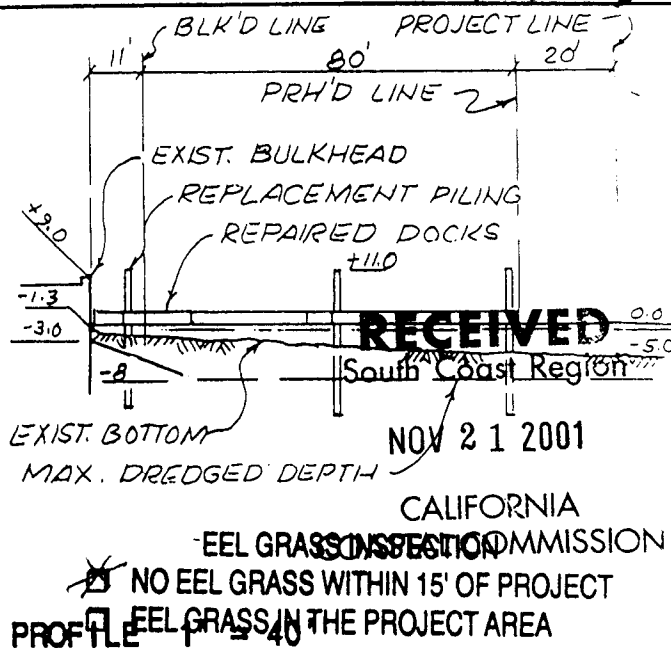 BLK'D LINE PROJECT LINE
11' 80' 20'
PRH'D LINE
EXIST. BULKHEAD
REPLACEMENT PILING
+9.0
REPAIRED DOCKS
+11.0
-1.3
0.0
-3.0
RECEIVED
-5.0
-8
South Coast Region
EXIST. BOTTOM
NOV 21 2001
MAX. DREDGED DEPTH
CALIFORNIA
EEL GRASS INSPECTION
COMMISSION
NO EEL GRASS WITHIN 15' OF PROJECT
EEL GRASS IN THE PROJECT AREA
PROFILE 1" = 40'